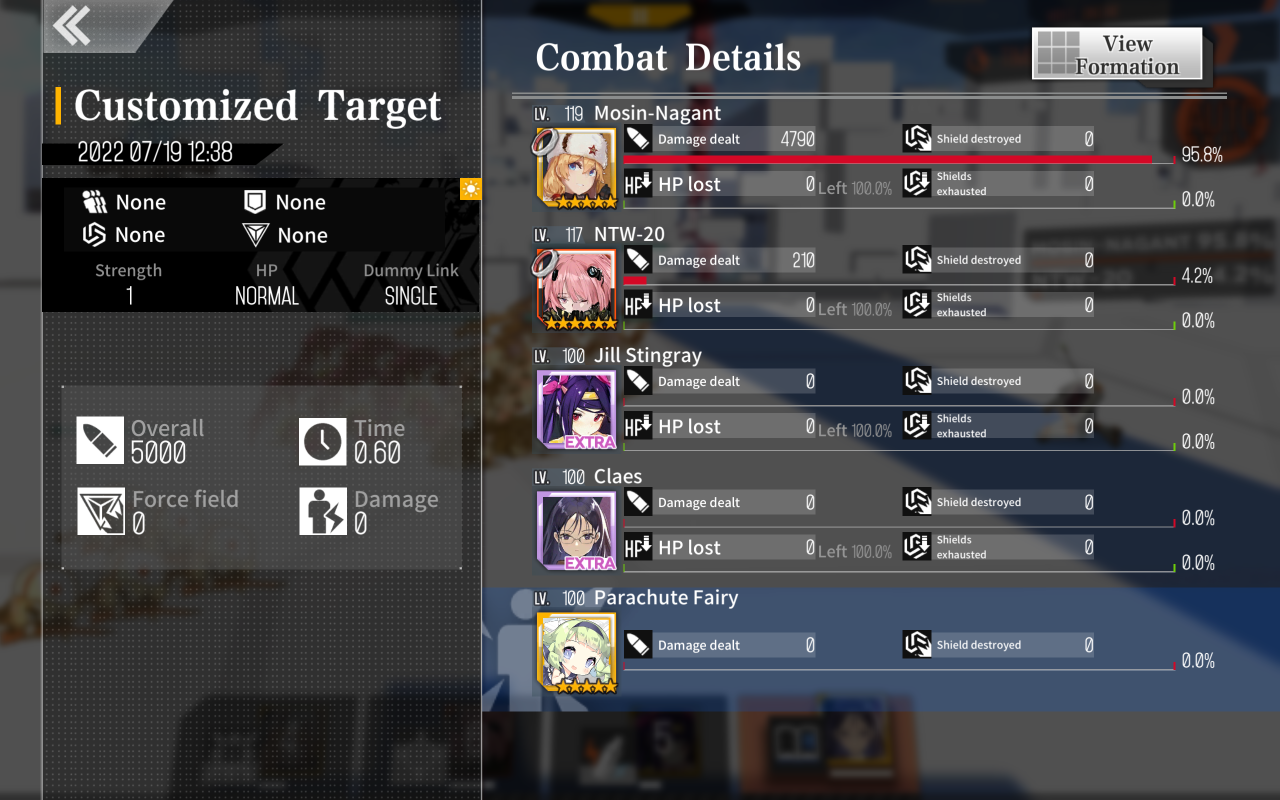 Customized Target
2022 07/19 12:38
None None
None None
Strength HP Dummy Link
1 NORMAL SINGLE
Overall Time
5000 0.60
Force field Damage
0 0
Combat Details
View
Formation
LV. 119 Mosin-Nagant
Damage dealt 4790 Shield destroyed 0
95.8%
HP HP lost 0 Left 100.0% Shields
exhausted 0
0.0%
LV. 117 NTW-20
Damage dealt 210 Shield destroyed 0
4.2%
HP HP lost 0 Left 100.0% Shields
exhausted 0
0.0%
LV. 100 Jill Stingray
Damage dealt 0 Shield destroyed 0
0.0%
HP HP lost 0 Left 100.0% Shields
exhausted 0
EXTRA
0.0%
LV. 100 Claes
Damage dealt 0 Shield destroyed 0
0.0%
HP HP lost 0 Left 100.0% Shields
exhausted 0
EXTRA
0.0%
LV. 100 Parachute Fairy
Damage dealt 0 Shield destroyed 0
0.0%